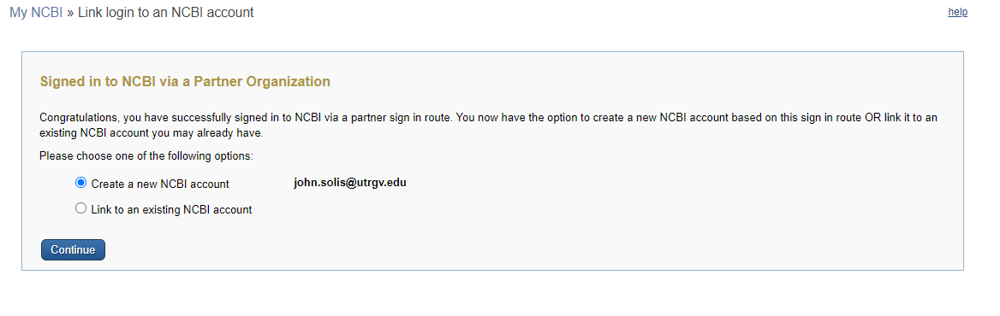 My NCBI » Link login to an NCBI account
help
Signed in to NCBI via a Partner Organization
Congratulations, you have successfully signed in to NCBI via a partner sign in route. You now have the option to create a new NCBI account based on this sign in route OR link it to an
existing NCBI account you may already have.
Please choose one of the following options:
Create a new NCBI account john.solis@utrgv.edu
Link to an existing NCBI account
Continue